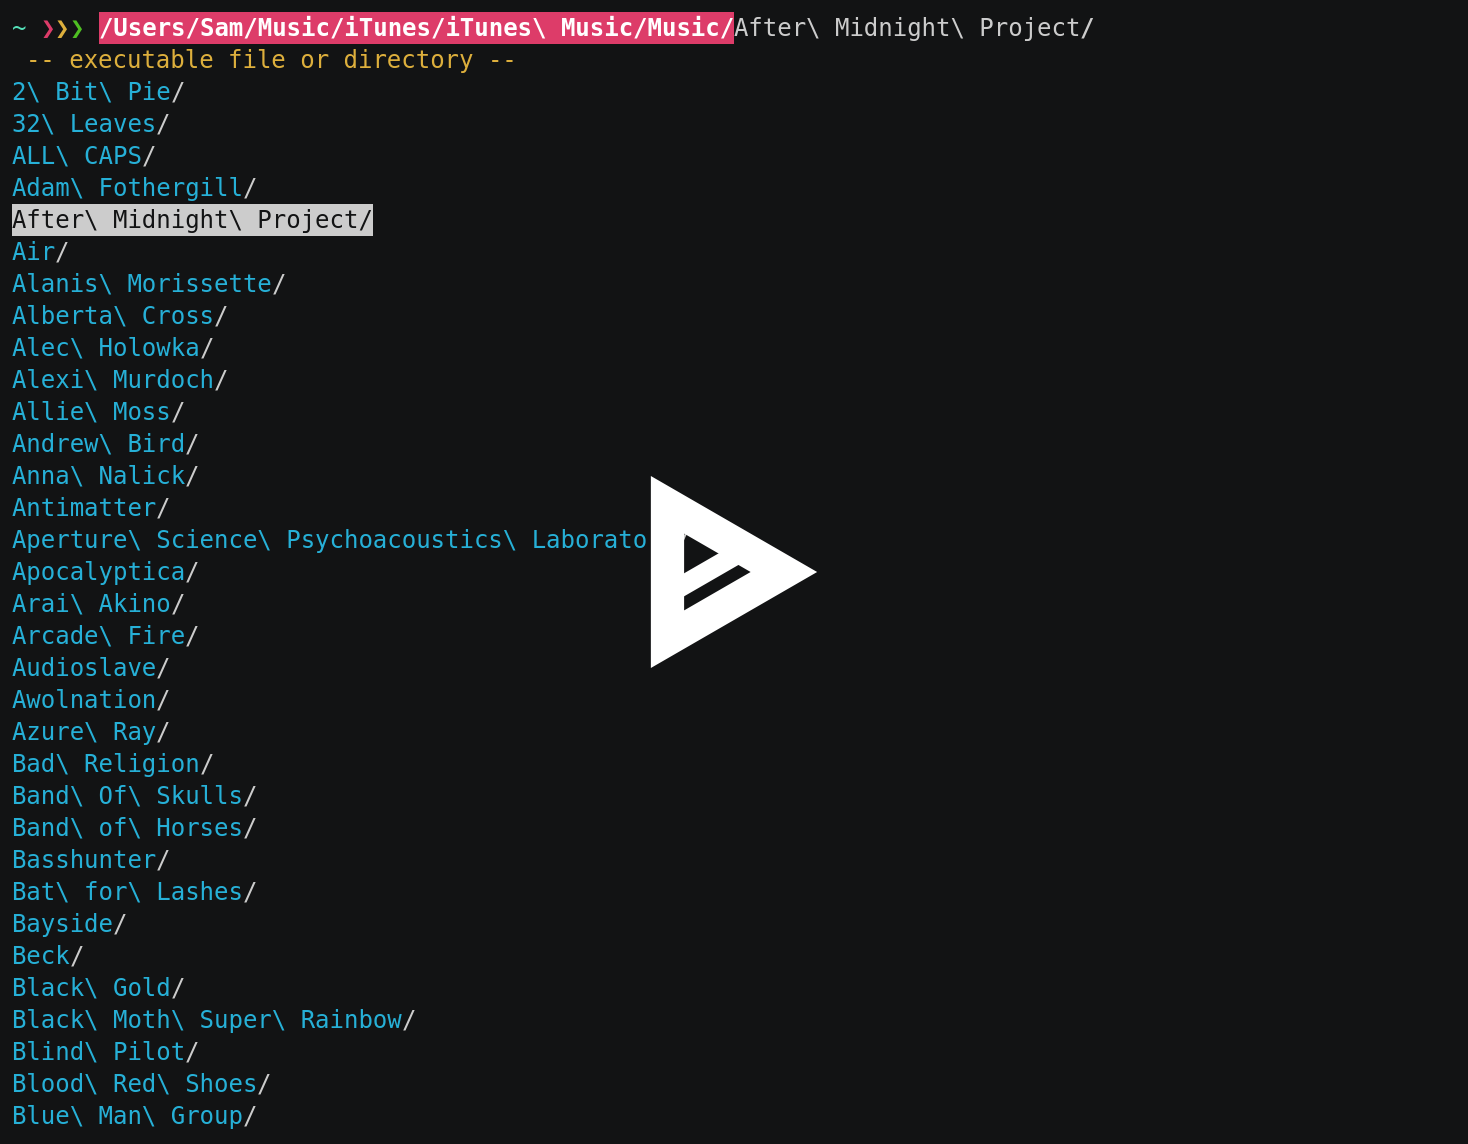 ~ ❯❯❯ /Users/Sam/Music/iTunes/iTunes\ Music/Music/After\ Midnight\ Project/
-- executable file or directory --
2\ Bit\ Pie/
32\ Leaves/
ALL\ CAPS/
Adam\ Fothergill/
After\ Midnight\ Project/
Air/
Alanis\ Morissette/
Alberta\ Cross/
Alec\ Holowka/
Alexi\ Murdoch/
Allie\ Moss/
Andrew\ Bird/
Anna\ Nalick/
Antimatter/
Aperture\ Science\ Psychoacoustics\ Laborato
Apocalyptica/
Arai\ Akino/
Arcade\ Fire/
Audioslave/
Awolnation/
Azure\ Ray/
Bad\ Religion/
Band\ Of\ Skulls/
Band\ of\ Horses/
Basshunter/
Bat\ for\ Lashes/
Bayside/
Beck/
Black\ Gold/
Black\ Moth\ Super\ Rainbow/
Blind\ Pilot/
Blood\ Red\ Shoes/
Blue\ Man\ Group/